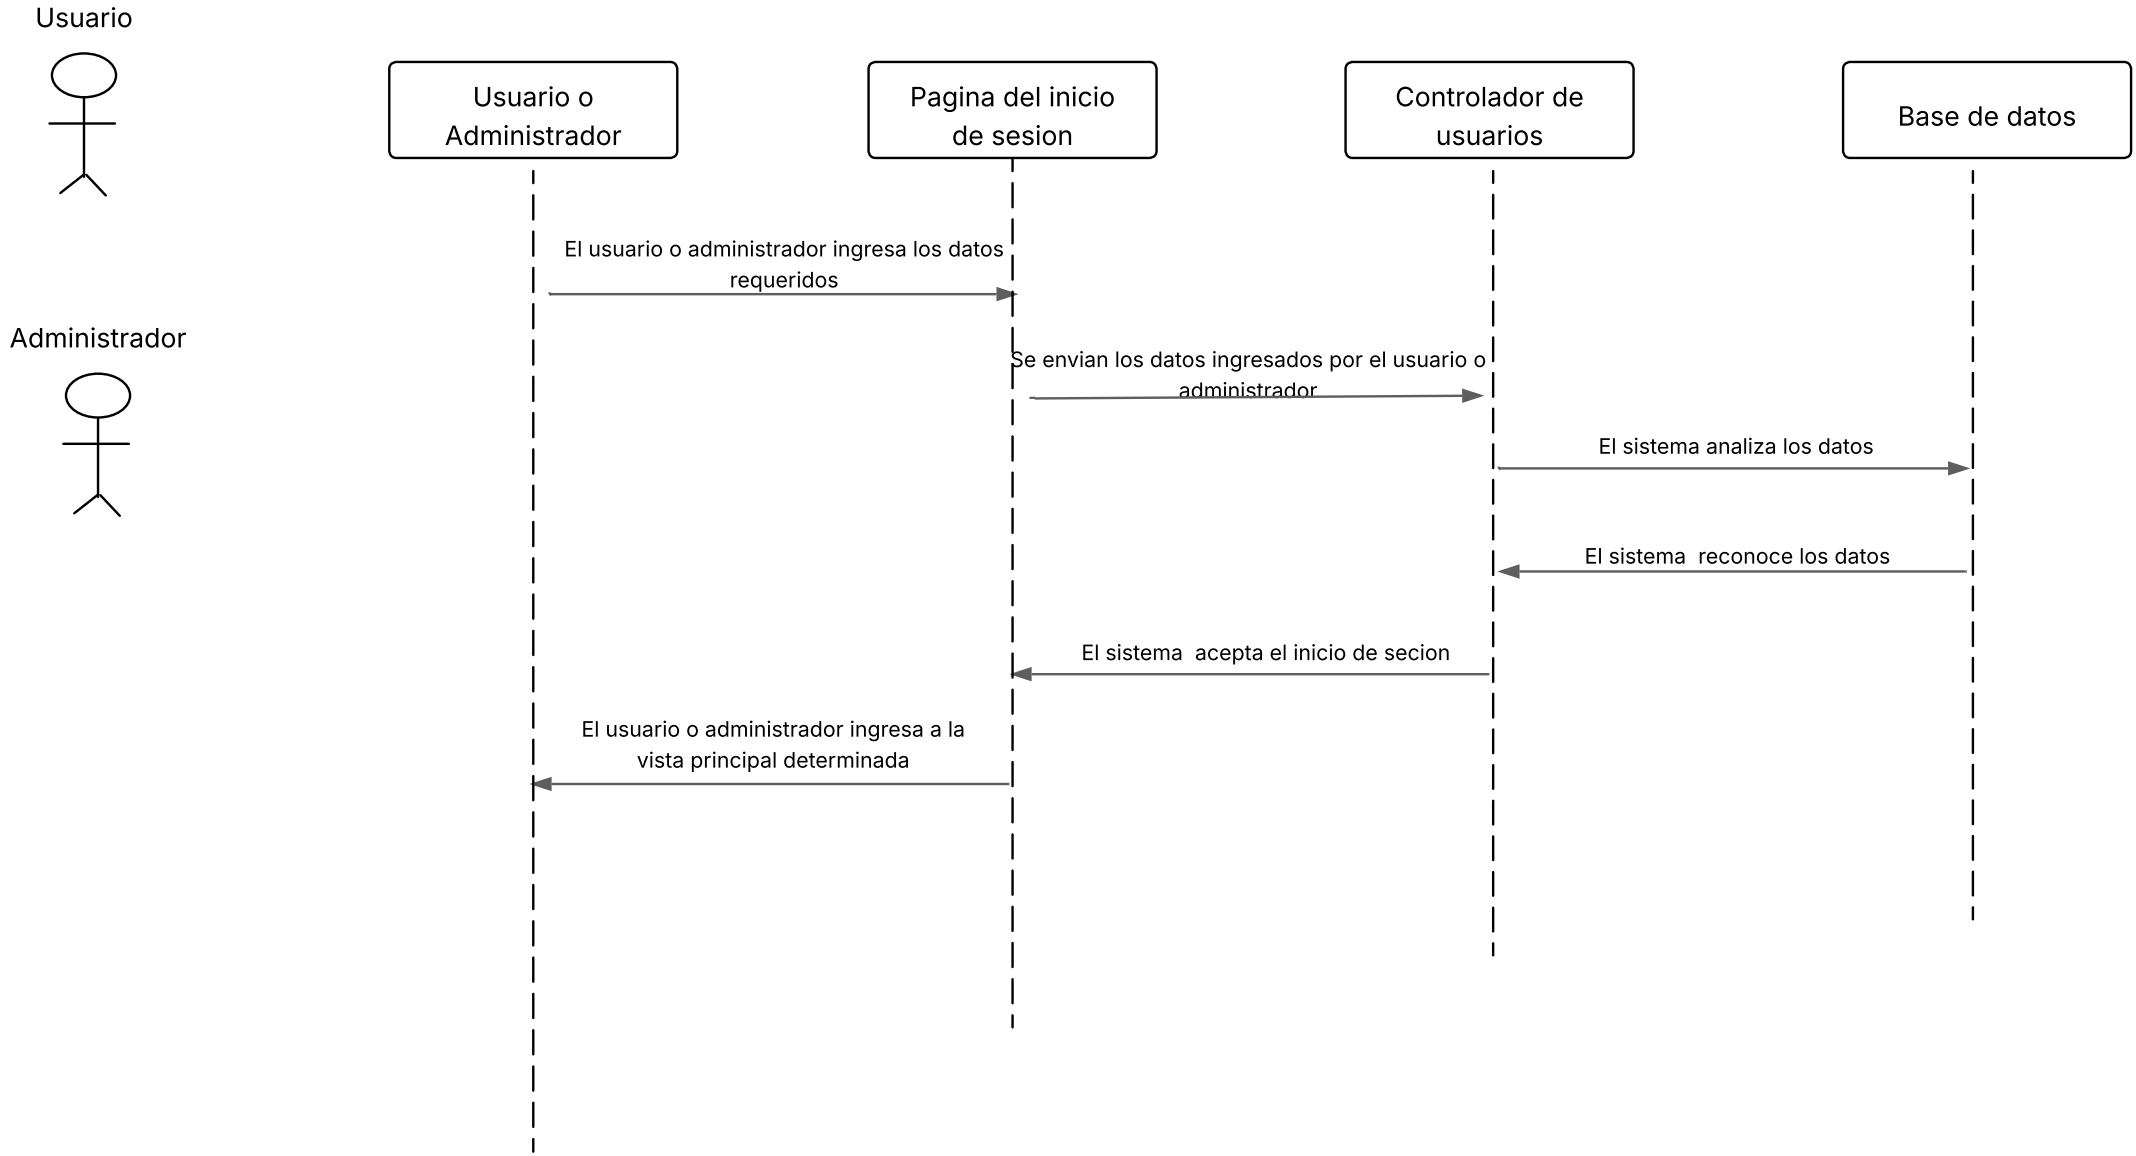 Usuario
Usuario o
Administrador
Pagina del inicio
de sesion
Controlador de
usuarios
Base de datos
El usuario o administrador ingresa los datos
requeridos
Administrador
Se envian los datos ingresados por el usuario o
administrador
El sistema analiza los datos
El sistema  reconoce los datos
El sistema  acepta el inicio de secion
El usuario o administrador ingresa a la
vista principal determinada